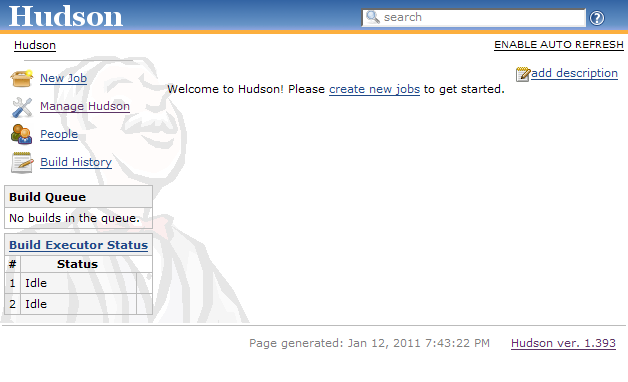 Hudson
search
Hudson
ENABLE AUTO REFRESH
add description
New Job
Manage Hudson
People
Build History
Welcome to Hudson! Please create new jobs to get started.
Build Queue
No builds in the queue.
Build Executor Status
# Status
1 Idle
2 Idle
Page generated: Jan 12, 2011 7:43:22 PM Hudson ver. 1.393